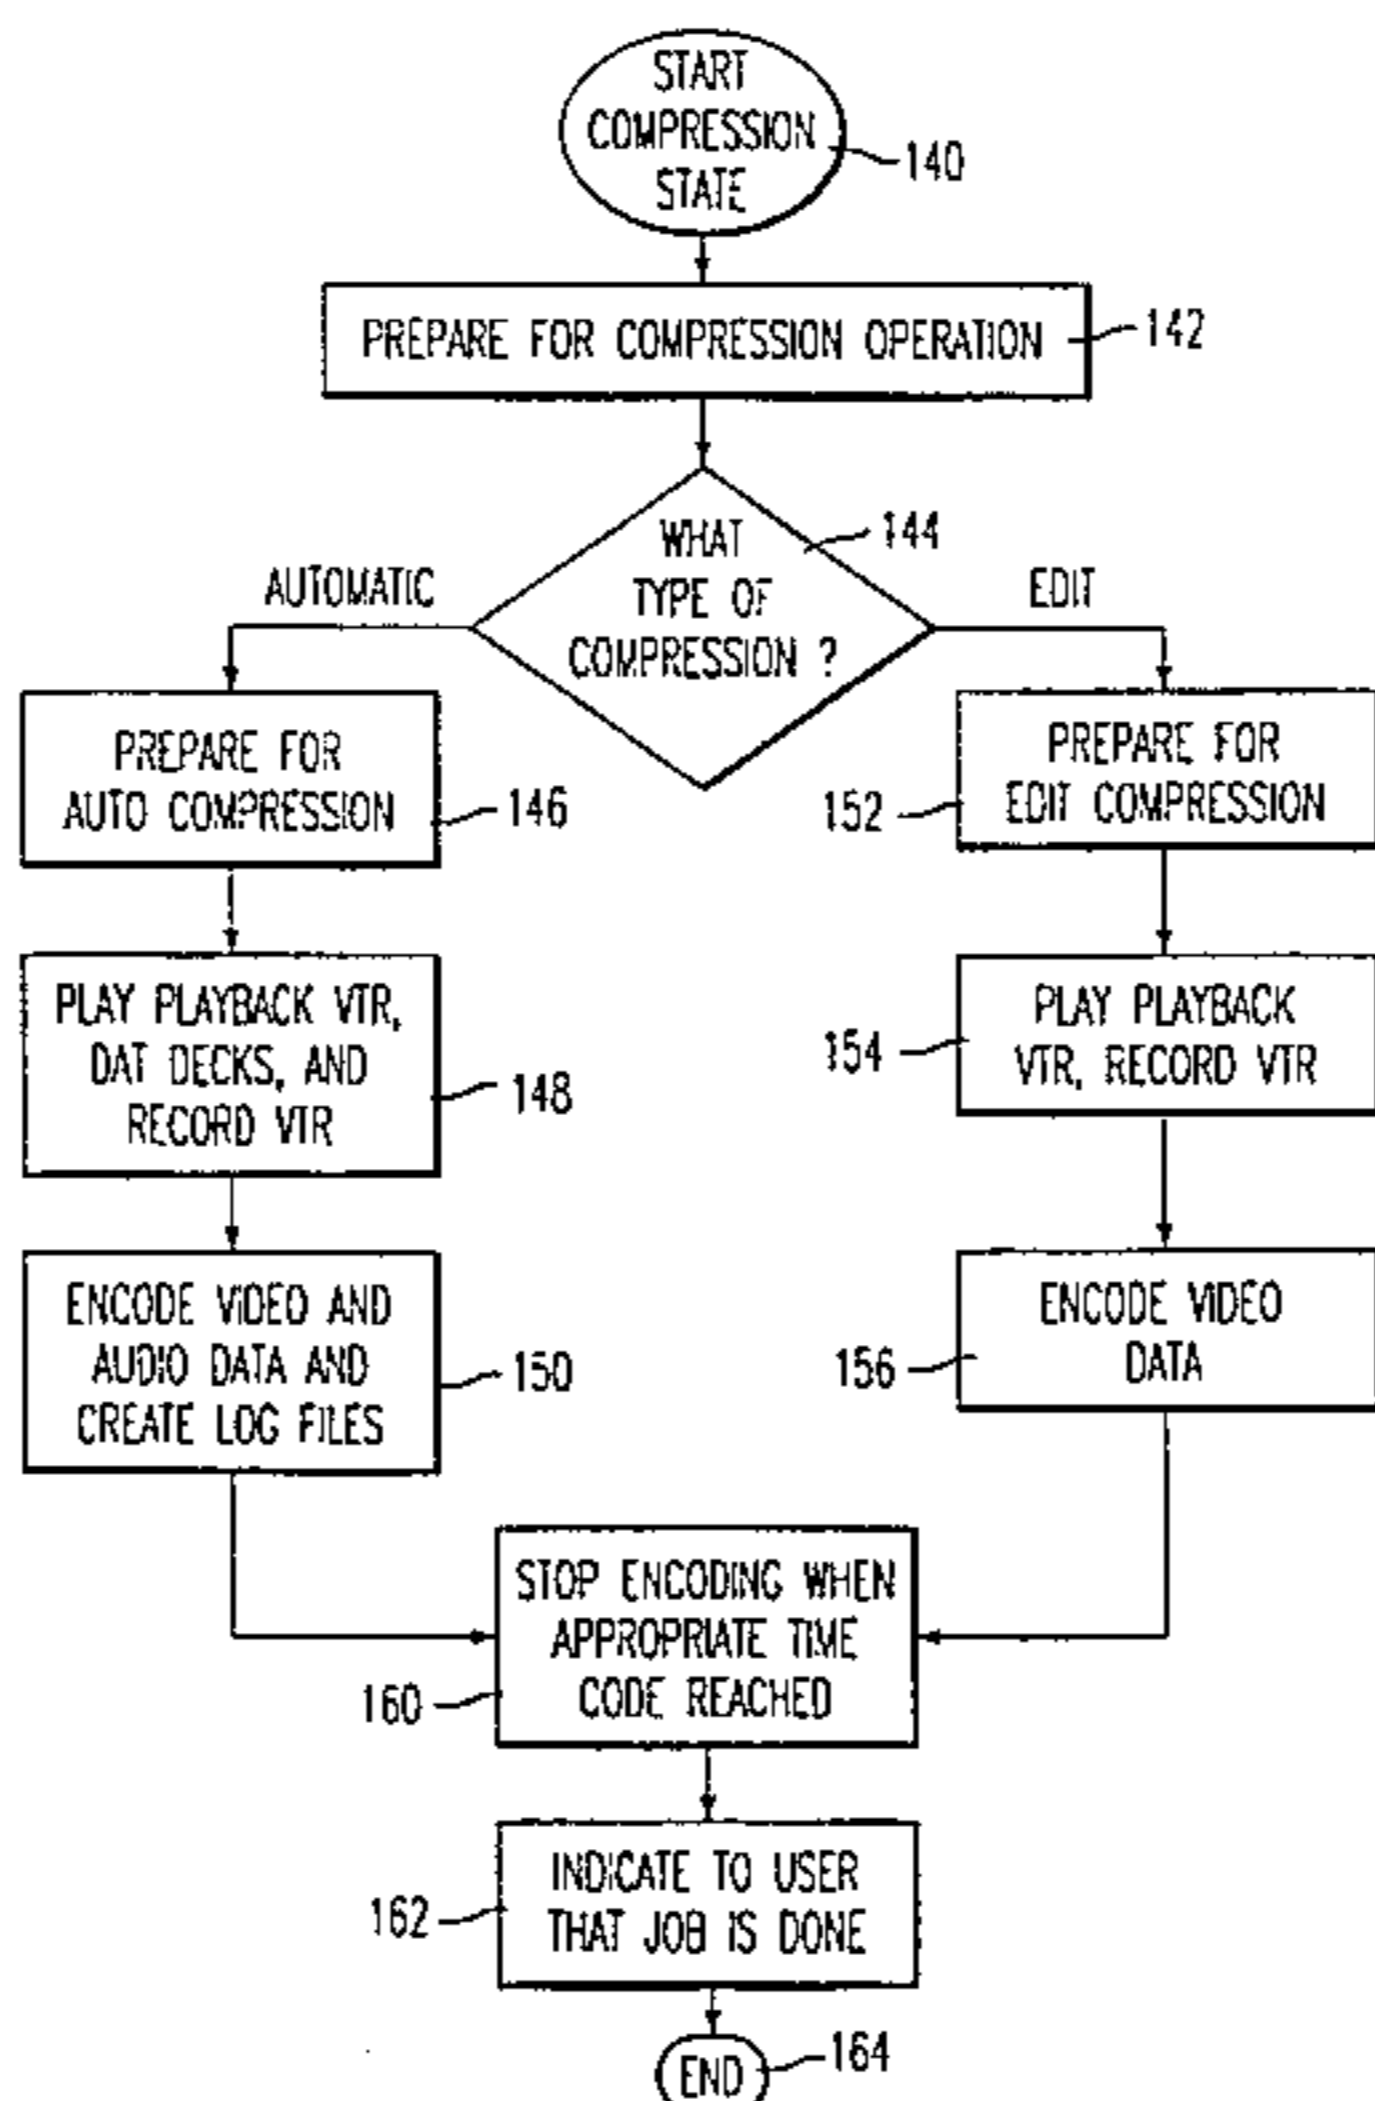 START
COMPRESSION
STATE
140
PREPARE FOR COMPRESSION OPERATION
142
WHAT
TYPE OF
COMPRESSION ?
144
AUTOMATIC
EDIT
PREPARE FOR
AUTO COMPRESSION
146
PLAY PLAYBACK VTR,
DAT DECKS, AND
RECORD VTR
148
ENCODE VIDEO AND
AUDIO DATA AND
CREATE LOG FILES
150
PREPARE FOR
EDIT COMPRESSION
152
PLAY PLAYBACK
VTR, RECORD VTR
154
ENCODE VIDEO
DATA
156
STOP ENCODING WHEN
APPROPRIATE TIME
CODE REACHED
160
INDICATE TO USER
THAT JOB IS DONE
162
END
164